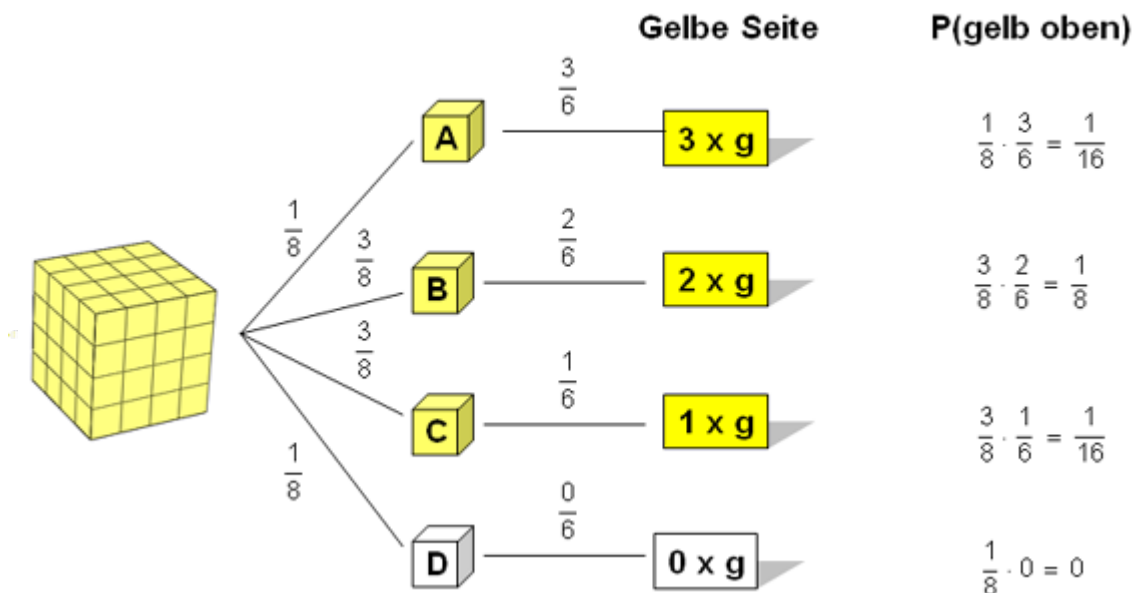 Gelbe Seite P(gelb oben)
1/8 A 3/6 3 x g 1/8 · 3/6 = 1/16
3/8 B 2/6 2 x g 3/8 · 2/6 = 1/8
3/8 C 1/6 1 x g 3/8 · 1/6 = 1/16
1/8 D 0/6 0 x g 1/8 · 0 = 0